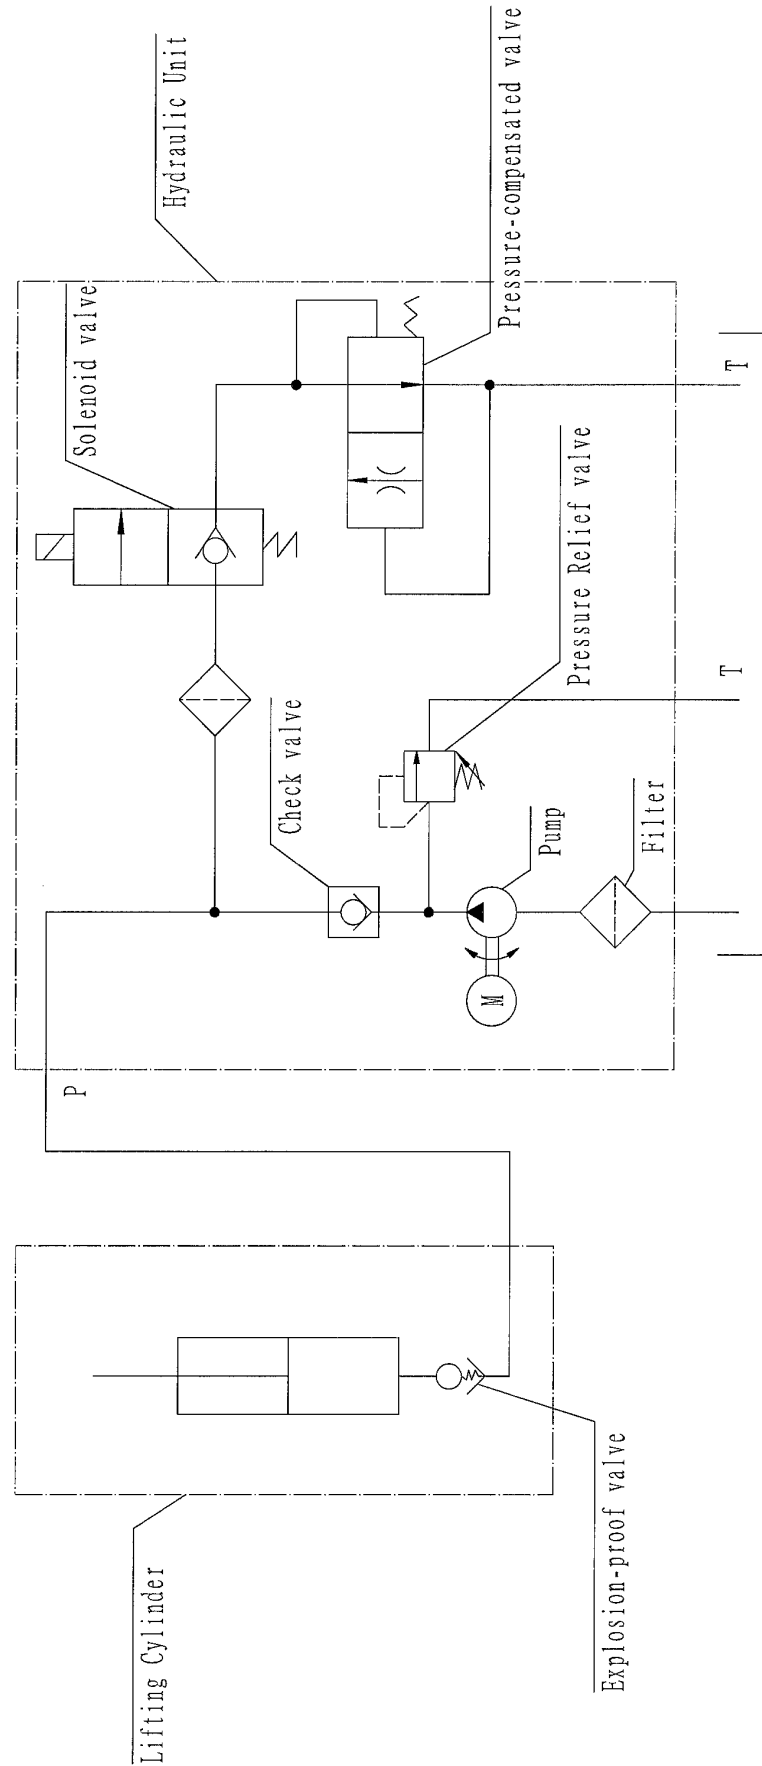 Hydraulic Unit
Solenoid valve
Pressure-compensated valve
T
Pressure Relief valve
T
Check valve
Pump
Filter
M
P
Lifting Cylinder
Explosion-proof valve